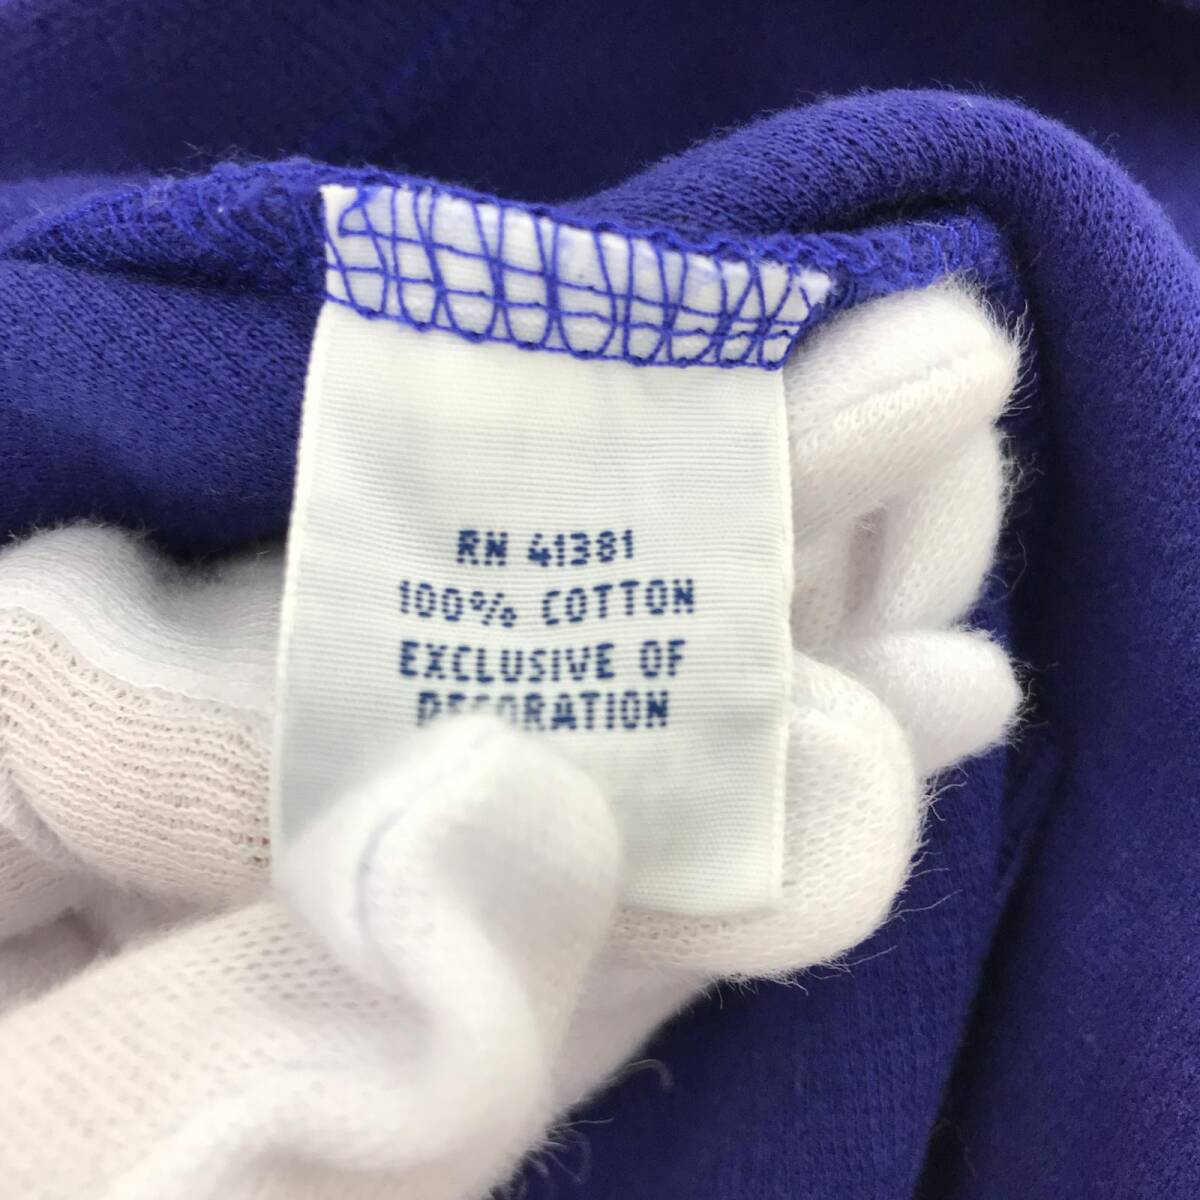 RN 41381
100% COTTON
EXCLUSIVE OF
DECORATION